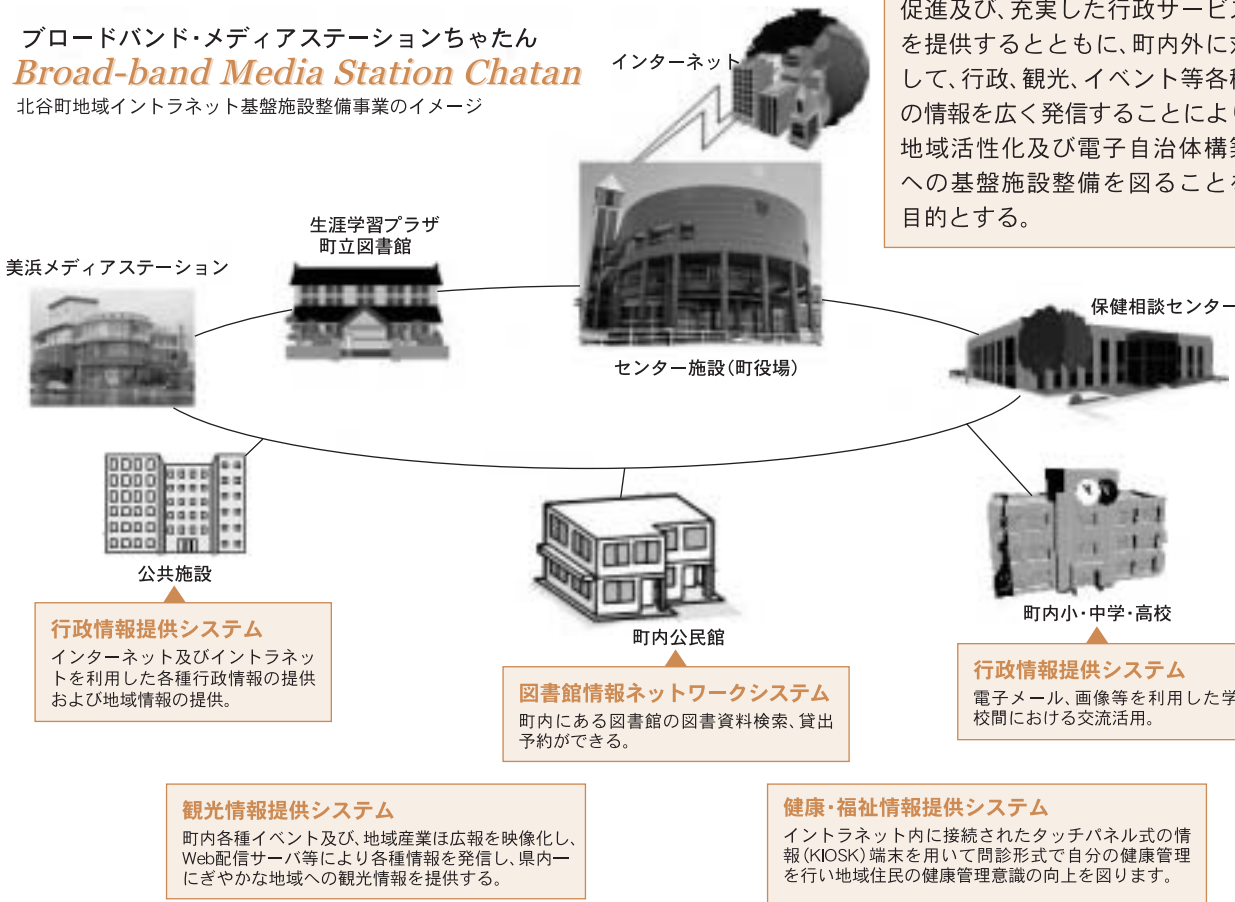 ブロードバンド・メディアステーションちゃたん
Broad-band Media Station Chatan
北谷町地域イントラネット基盤施設整備事業のイメージ
インターネット
促進及び、充実した行政サービス
を提供するとともに、町内外に対
して、行政、観光、イベント等各種
の情報を広く発信することにより
地域活性化及び電子自治体構築
への基盤施設整備を図ることを
目的とする。
生涯学習プラザ
町立図書館
美浜メディアステーション
保健相談センター
センター施設(町役場)
公共施設
行政情報提供システム
インターネット及びイントラネッ
トを利用した各種行政情報の提供
および地域情報の提供。
町内公民館
図書館情報ネットワークシステム
町内にある図書館の図書資料検索、貸出
予約ができる。
町内小・中学・高校
行政情報提供システム
電子メール、画像等を利用した学
校間における交流活用。
観光情報提供システム
町内各種イベント及び、地域産業ほ広報を映像化し、
Web配信サーバ等により各種情報を発信し、県内一
にぎやかな地域への観光情報を提供する。
健康・福祉情報提供システム
イントラネット内に接続されたタッチパネル式の情
報(KIOSK)端末を用いて問診形式で自分の健康管理
を行い地域住民の健康管理意識の向上を図ります。